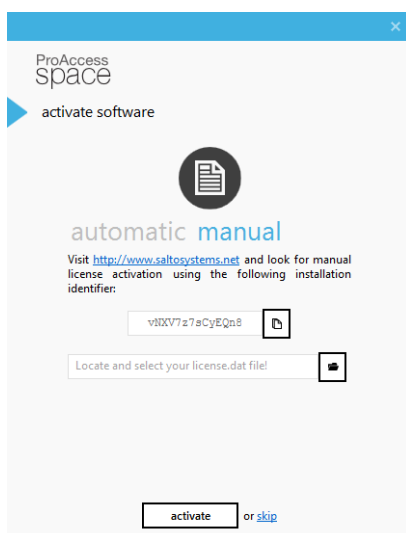 ProAccess
space
activate software
automatic manual
Visit http://www.saltosystems.net and look for manual
license activation using the following installation
identifier:
vNXV7z7sCyEQn8
Locate and select your license.dat file!
activate or skip